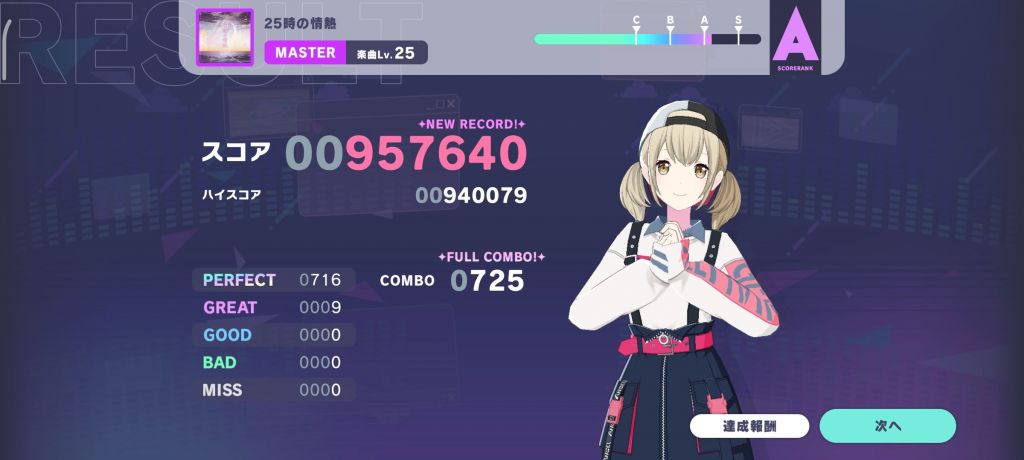 RESULT
25時の情熱
MASTER 楽曲Lv.25
C B A S
A
SCORERANK
✦NEW RECORD!✦
スコア 00957640
ハイスコア 00940079
✦FULL COMBO!✦
COMBO 0725
PERFECT 0716
GREAT 0009
GOOD 0000
BAD 0000
MISS 0000
達成報酬
次へ